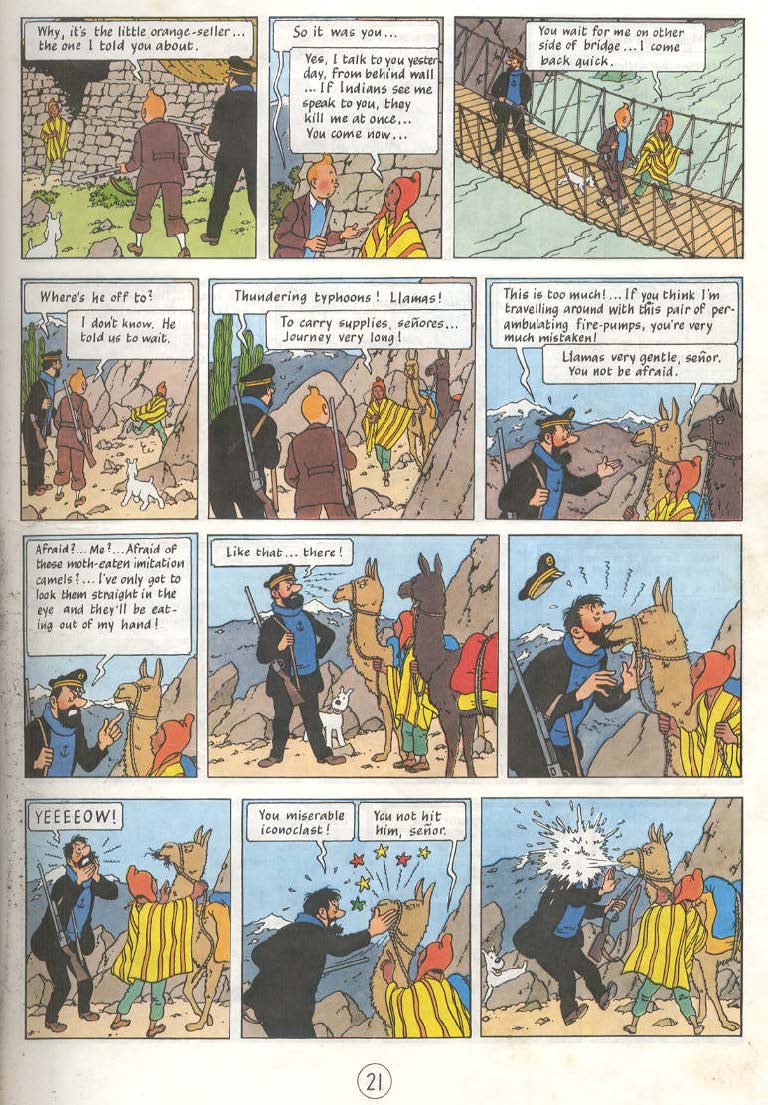 Why, it's the little orange-seller...
the one I told you about.
So it was you...
Yes, I talk to you yester-
day, from behind wall
... If Indians see me
speak to you, they
kill me at once...
You come now...
You wait for me on other
side of bridge... I come
back quick.
Where's he off to?
I don't know. He
told us to wait.
Thundering typhoons! Llamas!
To carry supplies, señores...
Journey very long!
This is too much!... If you think I'm
travelling around with this pair of per-
ambulating fire-pumps, you're very
much mistaken!
Llamas very gentle, señor.
You not be afraid.
Afraid?... Me?... Afraid of
these moth-eaten imitation
camels?... I've only got to
look them straight in the
eye and they'll be eat-
ing out of my hand!
Like that... there!
YEEEEOW!
You miserable
iconoclast!
You not hit
him, señor.
21